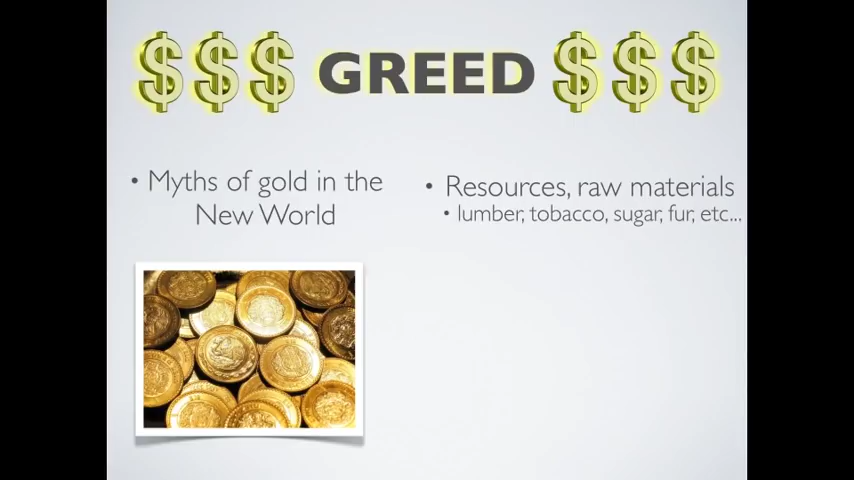 $$$ GREED $$$
• Myths of gold in the
New World
• Resources, raw materials
• lumber, tobacco, sugar, fur, etc...